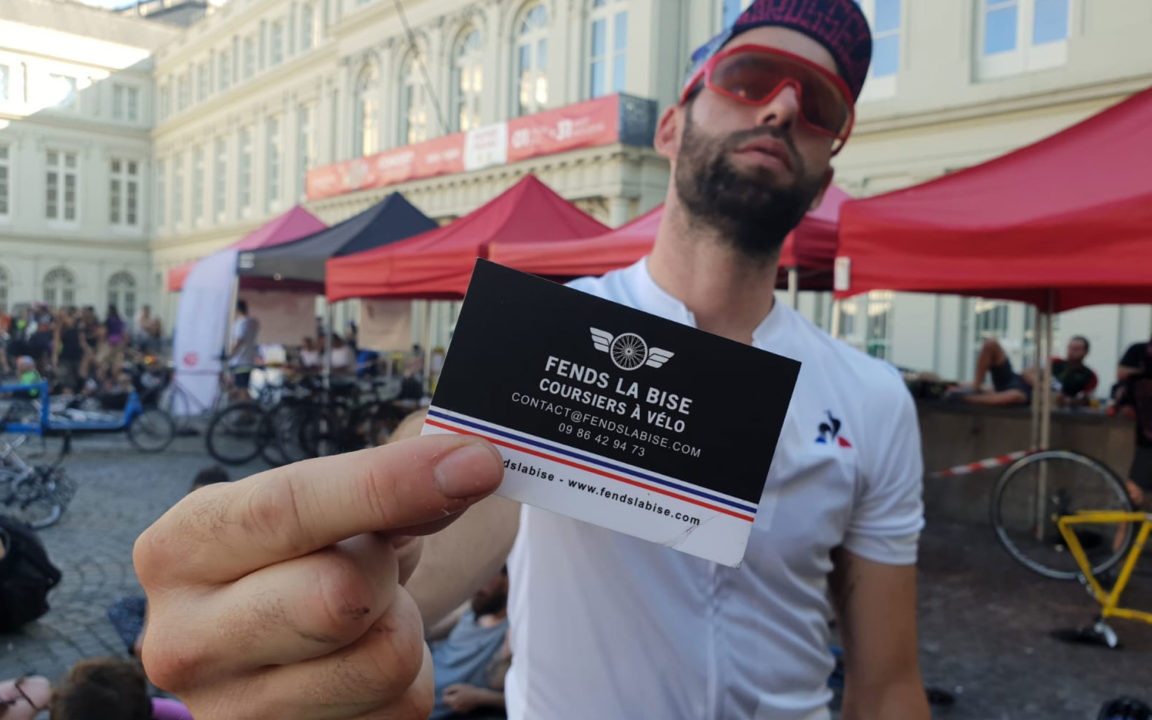 FENDS LA BISE
COURSIERS À VÉLO
CONTACT@FENDSLABISE.COM
09 86 42 94 73
dslabise - www.fendslabise.com